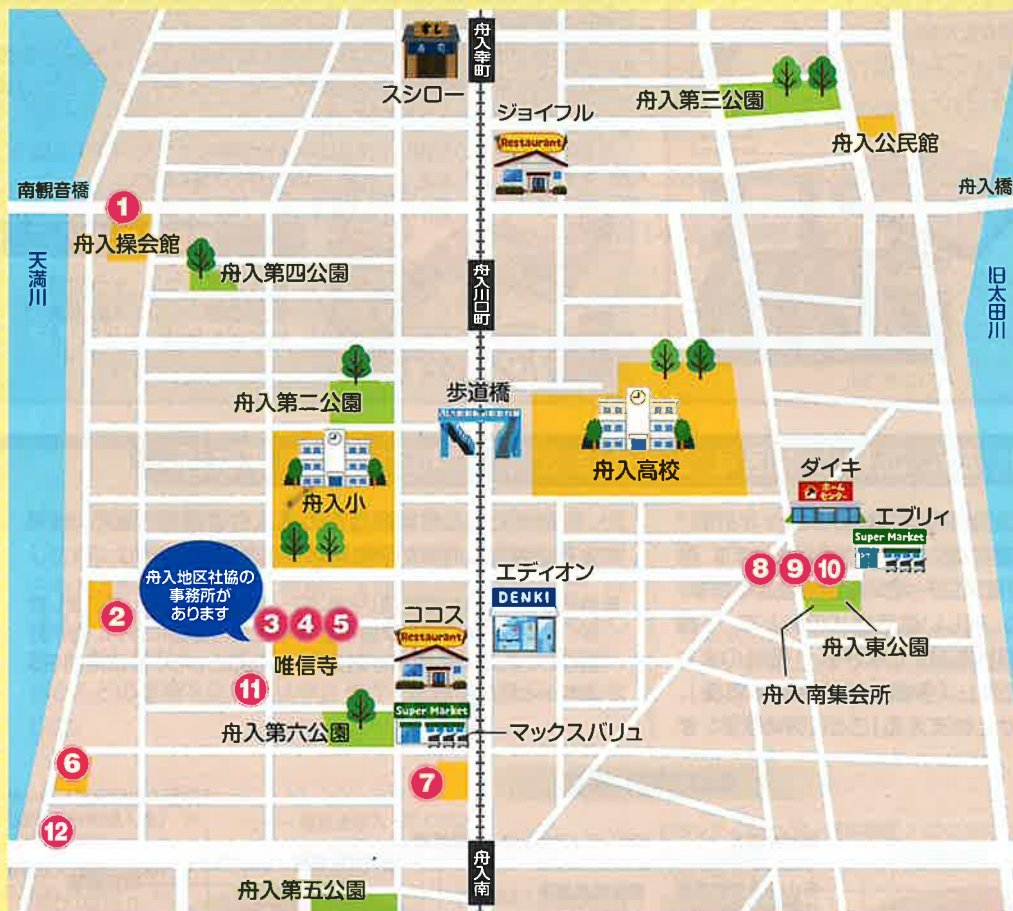 舟入幸町
すし
スシロー
ジョイフル
Restaurant
舟入第三公園
舟入公民館
南観音橋
舟入橋
1
舟入操会館
天満川
舟入第四公園
舟入川口町
旧太田川
舟入第二公園
歩道橋
舟入高校
舟入小
ダイキ
ホームセンター
エブリィ
Super Market
舟入地区社協の
事務所が
あります
エディオン
DENKI
8 9 10
2
3 4 5
ココス
Restaurant
唯信寺
舟入東公園
舟入南集会所
11
舟入第六公園
Super Market
マックスバリュ
6
7
12
舟入南
舟入第五公園